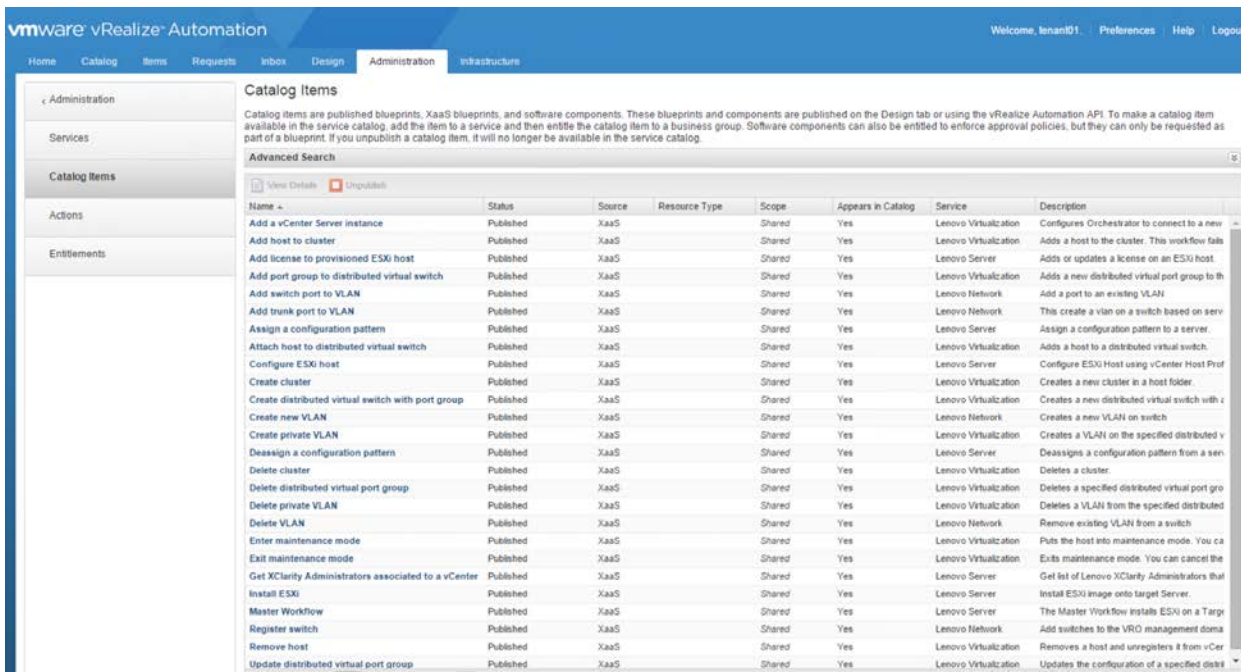 vmware vRealize Automation
Welcome, tenant01. Preferences Help Logou
Home Catalog Items Requests Inbox Design Administration Infrastructure
‹ Administration
Services
Catalog Items
Actions
Entitlements
Catalog Items
Catalog items are published blueprints, XaaS blueprints, and software components. These blueprints and components are published on the Design tab or using the vRealize Automation API. To make a catalog item
available in the service catalog, add the item to a service and then entitle the catalog item to a business group. Software components can also be entitled to enforce approval policies, but they can only be requested as
part of a blueprint. If you unpublish a catalog item, it will no longer be available in the service catalog.
Advanced Search
View Details Unpublish
Name Status Source Resource Type Scope Appears in Catalog Service Description
Add a vCenter Server instance Published XaaS Shared Yes Lenovo Virtualization Configures Orchestrator to connect to a new
Add host to cluster Published XaaS Shared Yes Lenovo Virtualization Adds a host to the cluster. This workflow fails
Add license to provisioned ESXi host Published XaaS Shared Yes Lenovo Server Adds or updates a license on an ESXi host.
Add port group to distributed virtual switch Published XaaS Shared Yes Lenovo Virtualization Adds a new distributed virtual port group to th
Add switch port to VLAN Published XaaS Shared Yes Lenovo Network Add a port to an existing VLAN
Add trunk port to VLAN Published XaaS Shared Yes Lenovo Network This create a vlan on a switch based on serv
Assign a configuration pattern Published XaaS Shared Yes Lenovo Server Assign a configuration pattern to a server.
Attach host to distributed virtual switch Published XaaS Shared Yes Lenovo Virtualization Adds a host to a distributed virtual switch.
Configure ESXi host Published XaaS Shared Yes Lenovo Server Configure ESXi Host using vCenter Host Prof
Create cluster Published XaaS Shared Yes Lenovo Virtualization Creates a new cluster in a host folder.
Create distributed virtual switch with port group Published XaaS Shared Yes Lenovo Virtualization Creates a new distributed virtual switch with a
Create new VLAN Published XaaS Shared Yes Lenovo Network Creates a new VLAN on switch
Create private VLAN Published XaaS Shared Yes Lenovo Virtualization Creates a VLAN on the specified distributed v
Deassign a configuration pattern Published XaaS Shared Yes Lenovo Server Deassigns a configuration pattern from a serv
Delete cluster Published XaaS Shared Yes Lenovo Virtualization Deletes a cluster.
Delete distributed virtual port group Published XaaS Shared Yes Lenovo Virtualization Deletes a specified distributed virtual port gro
Delete private VLAN Published XaaS Shared Yes Lenovo Virtualization Deletes a VLAN from the specified distributed
Delete VLAN Published XaaS Shared Yes Lenovo Network Remove existing VLAN from a switch
Enter maintenance mode Published XaaS Shared Yes Lenovo Virtualization Puts the host into maintenance mode. You ca
Exit maintenance mode Published XaaS Shared Yes Lenovo Virtualization Exits maintenance mode. You can cancel the
Get XClarity Administrators associated to a vCenter Published XaaS Shared Yes Lenovo Server Get list of Lenovo XClarity Administrators that
Install ESXi Published XaaS Shared Yes Lenovo Server Install ESXi image onto target Server.
Master Workflow Published XaaS Shared Yes Lenovo Server The Master Workflow installs ESXi on a Targe
Register switch Published XaaS Shared Yes Lenovo Network Add switches to the VRO management doma
Remove host Published XaaS Shared Yes Lenovo Virtualization Removes a host and unregisters it from vCer
Update distributed virtual port group Published XaaS Shared Yes Lenovo Virtualization Updates the configuration of a specified distri